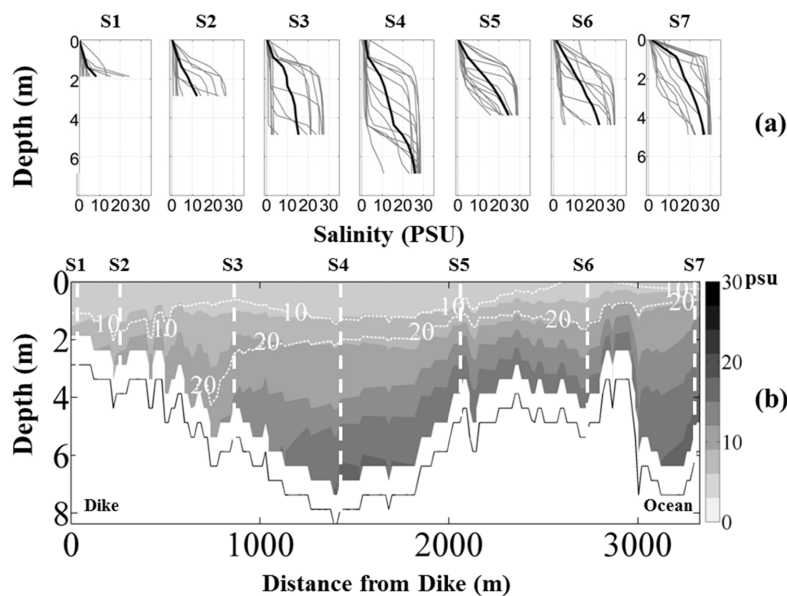 S1 S2 S3 S4 S5 S6 S7
0
2
4
6
Depth (m)
(a)
0 10 20 30 0 10 20 30 0 10 20 30 0 10 20 30 0 10 20 30 0 10 20 30 0 10 20 30
Salinity (PSU)
S1 S2 S3 S4 S5 S6 S7
0
2
4
6
8
Depth (m)
10 10 10 10 10 10
20 20 20 20 20
30 psu
20
10
0
(b)
Dike Ocean
0 1000 2000 3000
Distance from Dike (m)